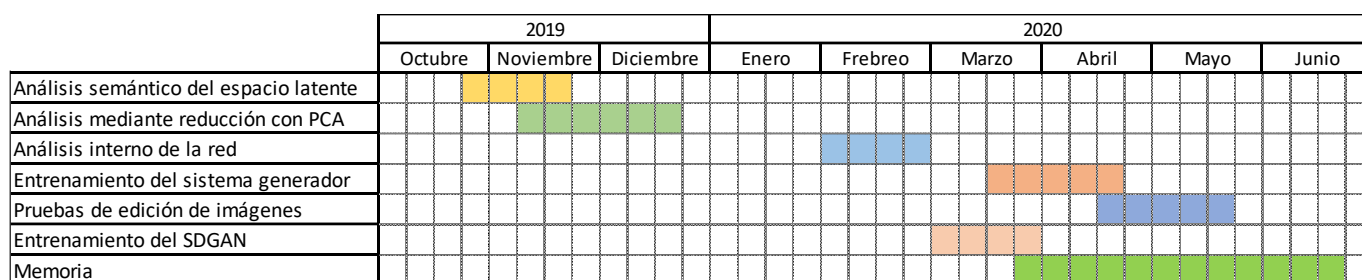 2019 2020
Octubre Noviembre Diciembre Enero Frebreo Marzo Abril Mayo Junio
Análisis semántico del espacio latente
Análisis mediante reducción con PCA
Análisis interno de la red
Entrenamiento del sistema generador
Pruebas de edición de imágenes
Entrenamiento del SDGAN
Memoria